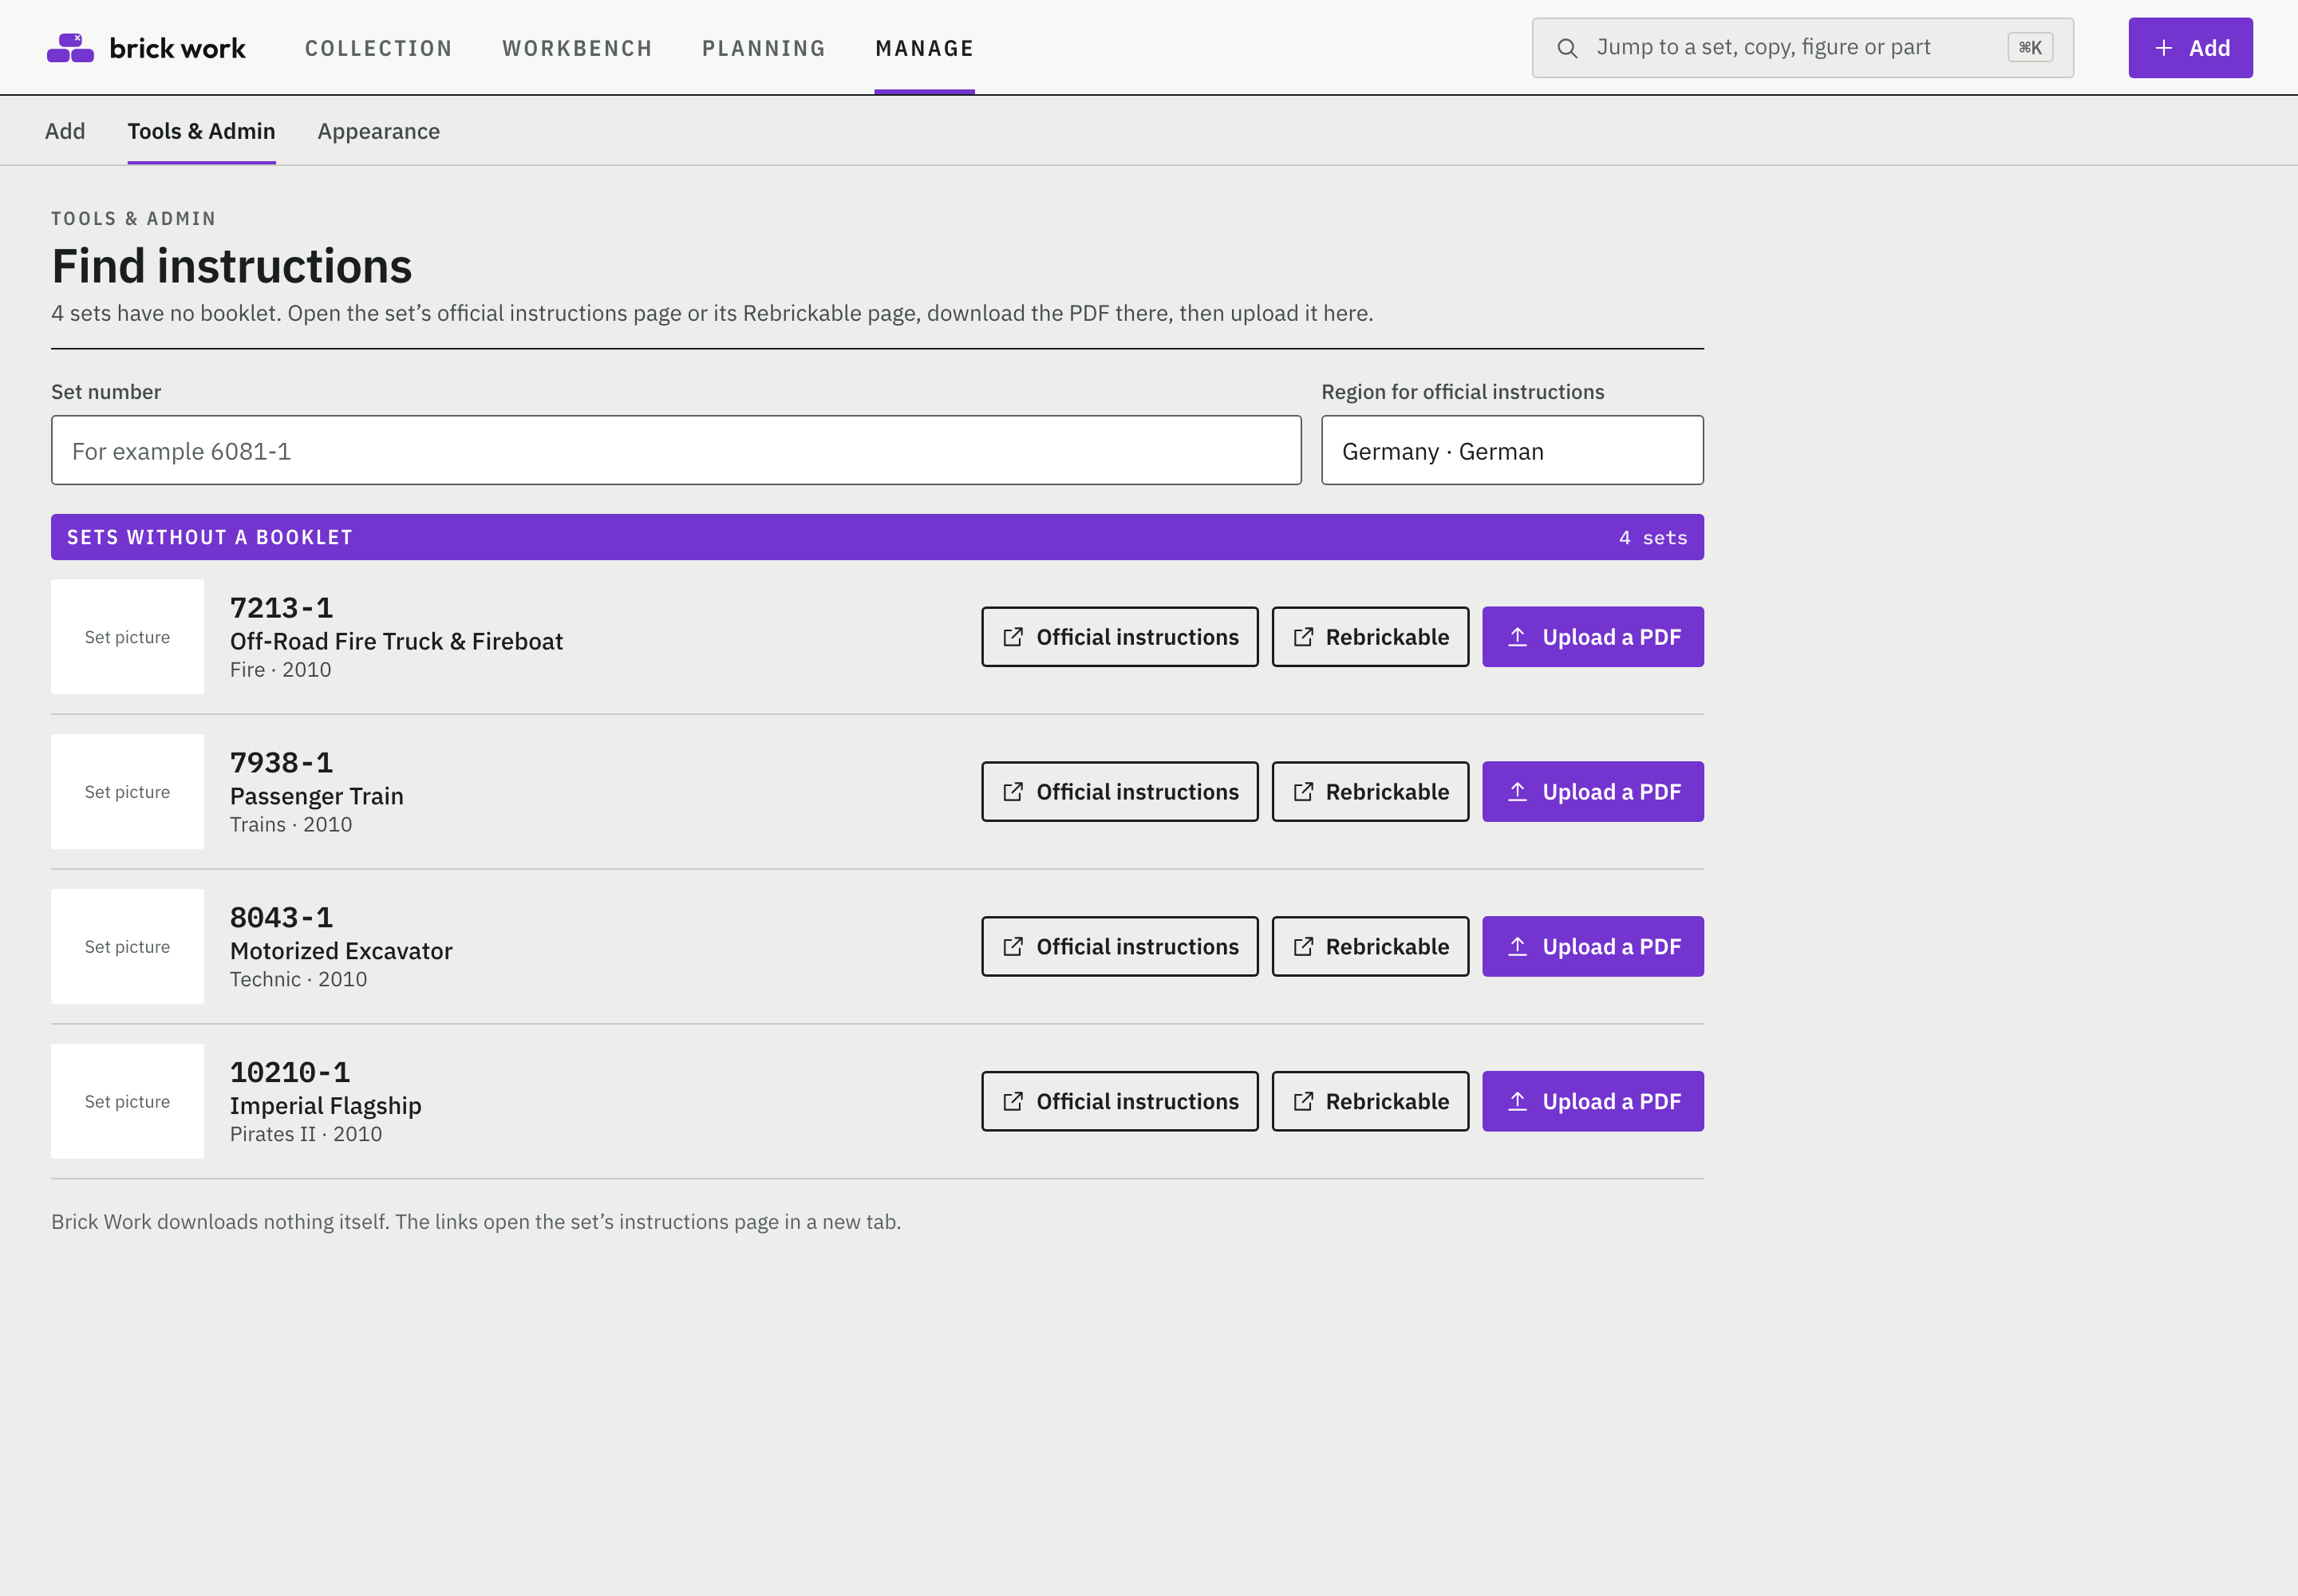 brick work
COLLECTION
WORKBENCH
PLANNING
MANAGE
Jump to a set, copy, figure or part
⌘K
+ Add
Add
Tools & Admin
Appearance
TOOLS & ADMIN
Find instructions
4 sets have no booklet. Open the set’s official instructions page or its Rebrickable page, download the PDF there, then upload it here.
Set number
Region for official instructions
For example 6081-1
Germany · German
SETS WITHOUT A BOOKLET
4 sets
Set picture
7213-1
Off-Road Fire Truck & Fireboat
Fire · 2010
Official instructions
Rebrickable
Upload a PDF
Set picture
7938-1
Passenger Train
Trains · 2010
Official instructions
Rebrickable
Upload a PDF
Set picture
8043-1
Motorized Excavator
Technic · 2010
Official instructions
Rebrickable
Upload a PDF
Set picture
10210-1
Imperial Flagship
Pirates II · 2010
Official instructions
Rebrickable
Upload a PDF
Brick Work downloads nothing itself. The links open the set’s instructions page in a new tab.